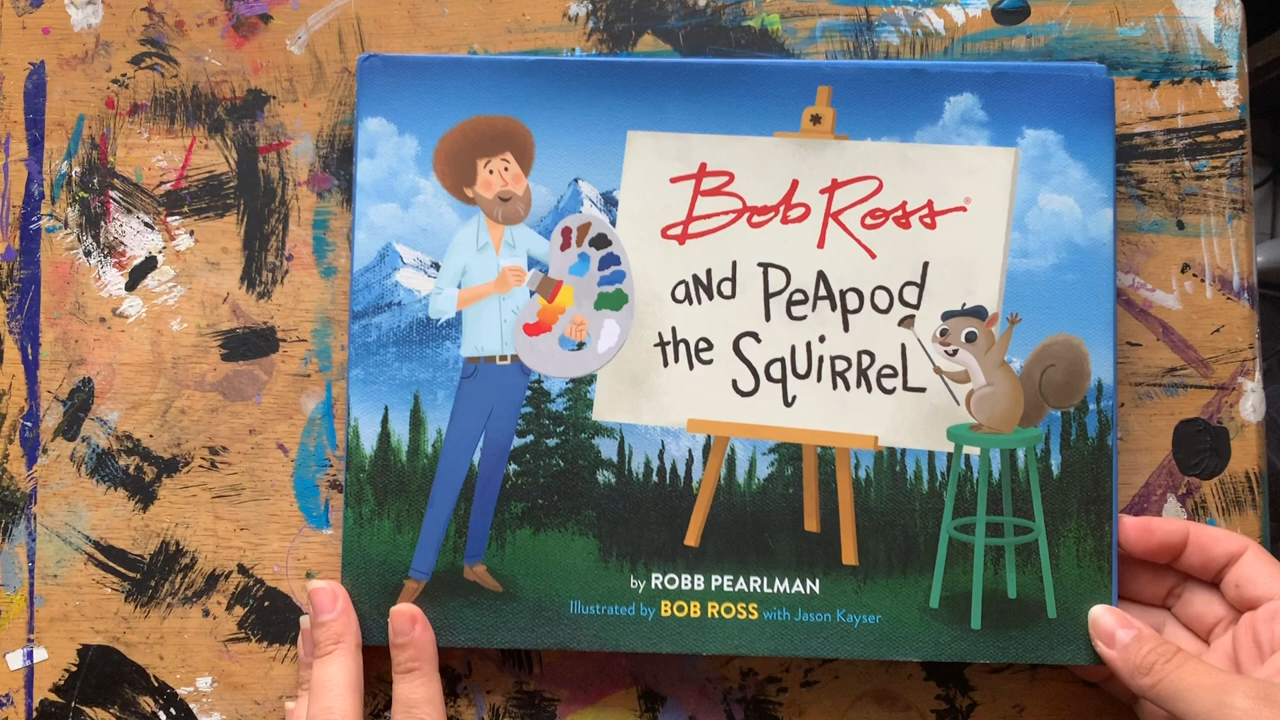 Bob Ross®
and Peapod
the Squirrel
by ROBB PEARLMAN
Illustrated by BOB ROSS with Jason Kayser